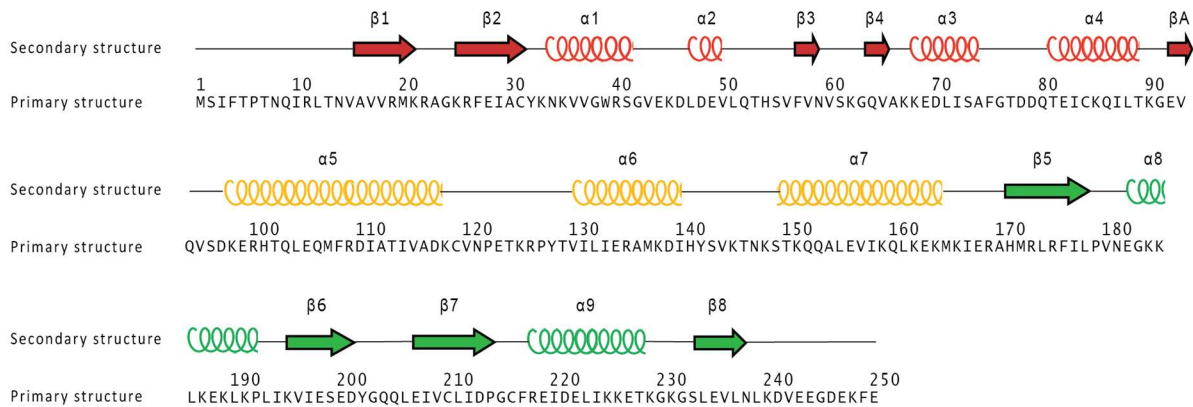 β1 β2 α1 α2 β3 β4 α3 α4 βA
Secondary structure
1 10 20 30 40 50 60 70 80 90
Primary structure MSIFTPTNQIRLTNVAVVRMKRAGKRFEIACYKNKVVGWRSGVEKDLDEVLQTHSVFVNVSKGQVAKKEDLISAFGTDDQTEICKQILTKGEV
α5 α6 α7 β5 α8
Secondary structure
100 110 120 130 140 150 160 170 180
Primary structure QVSDKERHTQLEQMFRDIATIVADKCVNPETKRPYTVILIERAMKDIHYSVKTNKSTKQQALEVIKQLKEKMKIERAHMRLRFILPVNEGKK
β6 β7 α9 β8
Secondary structure
190 200 210 220 230 240 250
Primary structure LKEKLKPLIKVIESEDYGQQLEIVCLIDPGCFREIDELIKKETKGKGSLEVLNLKDVEEGDEKFE